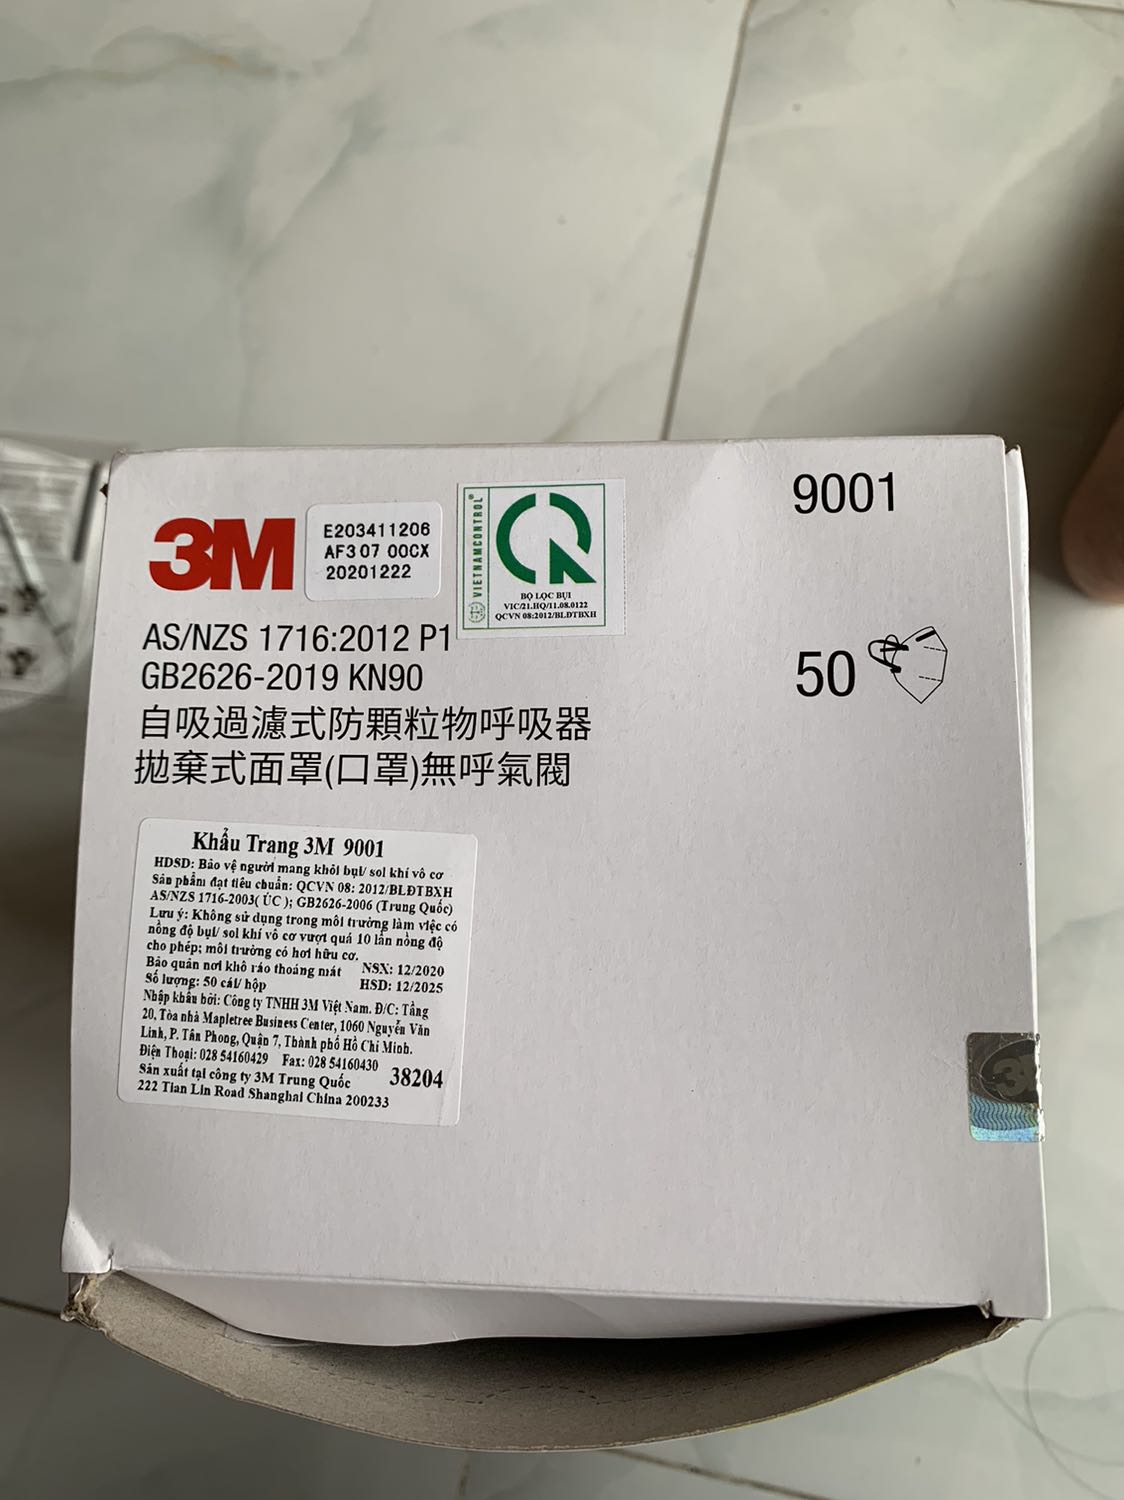 9001
3M
E203411206
AF3 07 00CX
20201222
VIETNAMCONTROL®
BỘ LỌC BỤI
VIC/21.HQ/11.08.0122
QCVN 08:2012/BLĐTBXH
AS/NZS 1716:2012 P1
GB2626-2019 KN90
50
自吸過濾式防顆粒物呼吸器
拋棄式面罩(口罩)無呼氣閥
Khẩu Trang 3M 9001
HDSD: Bảo vệ người mang khỏi bụi/ sol khí vô cơ
Sản phẩm đạt tiêu chuẩn: QCVN 08: 2012/BLĐTBXH
AS/NZS 1716-2003( ÚC ); GB2626-2006 (Trung Quốc)
Lưu ý: Không sử dụng trong môi trường làm việc có
nồng độ bụi/ sol khí vô cơ vượt quá 10 lần nồng độ
cho phép; môi trường có hơi hữu cơ.
Bảo quản nơi khô ráo thoáng mát NSX: 12/2020
Số lượng: 50 cái/ hộp HSD: 12/2025
Nhập khẩu bởi: Công ty TNHH 3M Việt Nam. Đ/C: Tầng
20, Tòa nhà Mapletree Business Center, 1060 Nguyễn Văn
Linh, P. Tân Phong, Quận 7, Thành phố Hồ Chí Minh.
Điện Thoại: 028 54160429 Fax: 028 54160430
Sản xuất tại công ty 3M Trung Quốc 38204
222 Tian Lin Road Shanghai China 200233
3M